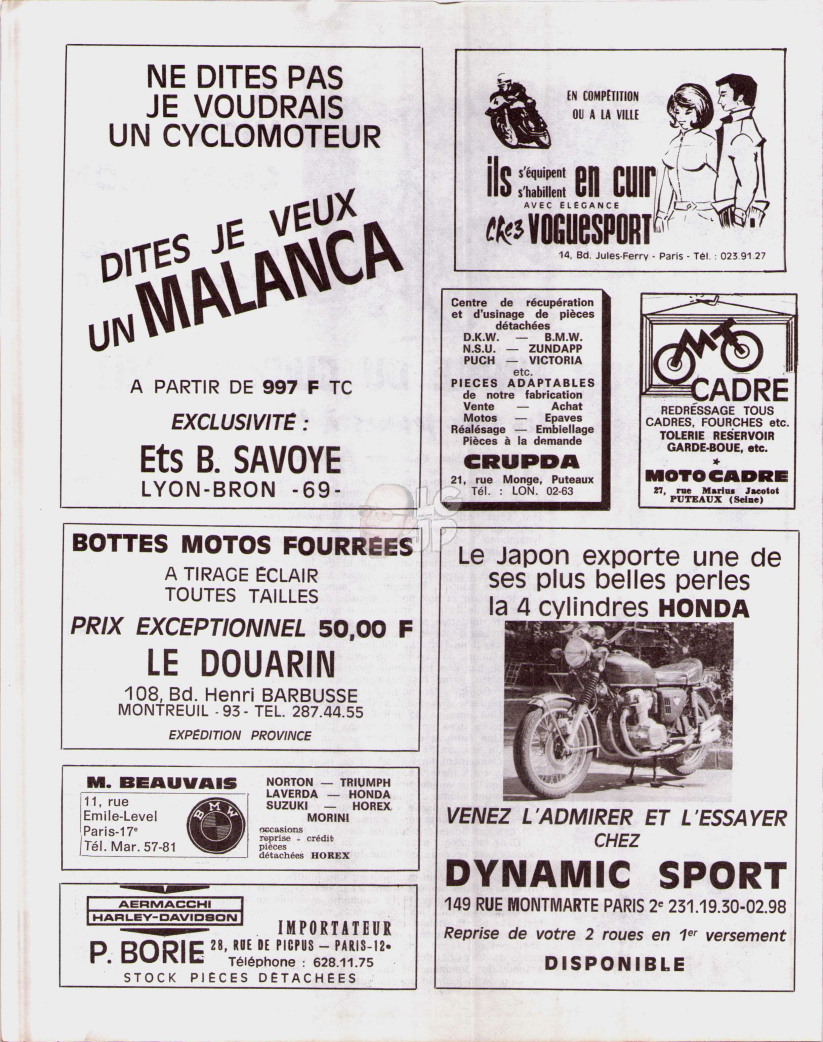 NE DITES PAS
JE VOUDRAIS
UN CYCLOMOTEUR
DITES JE VEUX
UN MALANCA
A PARTIR DE 997 F TC
EXCLUSIVITÉ :
Ets B. SAVOYE
LYON-BRON -69-
EN COMPÉTITION
OU A LA VILLE
ils s'équipent en cuir
s'habillent
AVEC ELEGANCE
chez VOGUESPORT
14, Bd. Jules-Ferry - Paris - Tél. : 023.91.27
Centre de récupération
et d'usinage de pièces
détachées
D.K.W. — B.M.W.
N.S.U. — ZUNDAPP
PUCH — VICTORIA
etc.
PIECES ADAPTABLES
de notre fabrication
Vente — Achat
Motos — Epaves
Réalésage — Embiellage
Pièces à la demande
CRUPDA
21, rue Monge, Puteaux
Tél. : LON. 02-63
MT
CADRE
REDRESSAGE TOUS
CADRES, FOURCHES etc.
TOLERIE RESERVOIR
GARDE-BOUE, etc.
MOTOCADRE
27, rue Marius Jacotot
PUTEAUX (Seine)
BOTTES MOTOS FOURRÉES
A TIRAGE ÉCLAIR
TOUTES TAILLES
PRIX EXCEPTIONNEL 50,00 F
LE DOUARIN
108, Bd. Henri BARBUSSE
MONTREUIL - 93 - TEL. 287.44.55
EXPÉDITION PROVINCE
M. BEAUVAIS
11, rue
Emile-Level
Paris-17e
Tél. Mar. 57-81
BMW
NORTON — TRIUMPH
LAVERDA — HONDA
SUZUKI — HOREX
MORINI
occasions
reprise - crédit
pièces
détachées HOREX
AERMACCHI
HARLEY-DAVIDSON
IMPORTATEUR
P. BORIE 28, RUE DE PICPUS — PARIS-12e
Téléphone : 628.11.75
STOCK PIÈCES DÉTACHÉES
Le Japon exporte une de
ses plus belles perles
la 4 cylindres HONDA
VENEZ L'ADMIRER ET L'ESSAYER
CHEZ
DYNAMIC SPORT
149 RUE MONTMARTE PARIS 2e 231.19.30-02.98
Reprise de votre 2 roues en 1er versement
DISPONIBLE